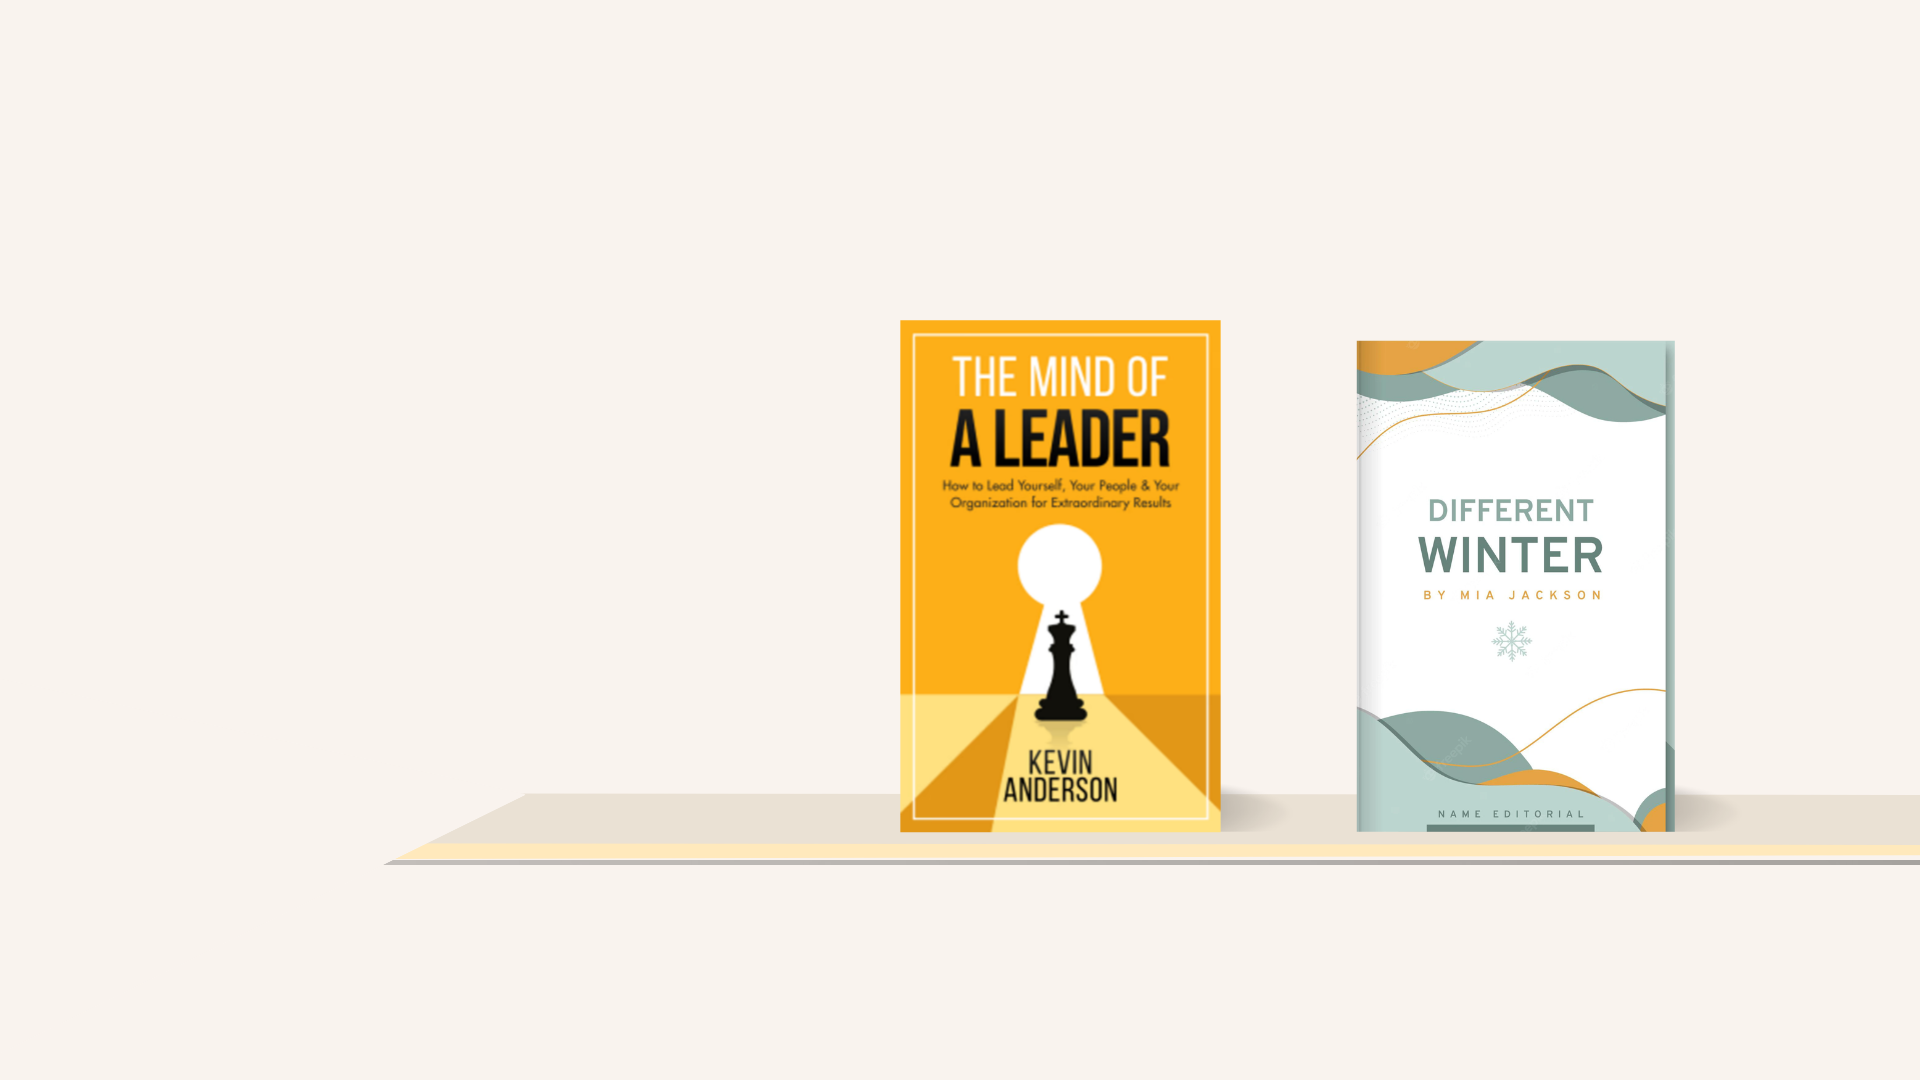 THE MIND OF
A LEADER
How to Lead Yourself, Your People & Your
Organization for Extraordinary Results
KEVIN
ANDERSON
DIFFERENT
WINTER
BY MIA JACKSON
NAME EDITORIAL